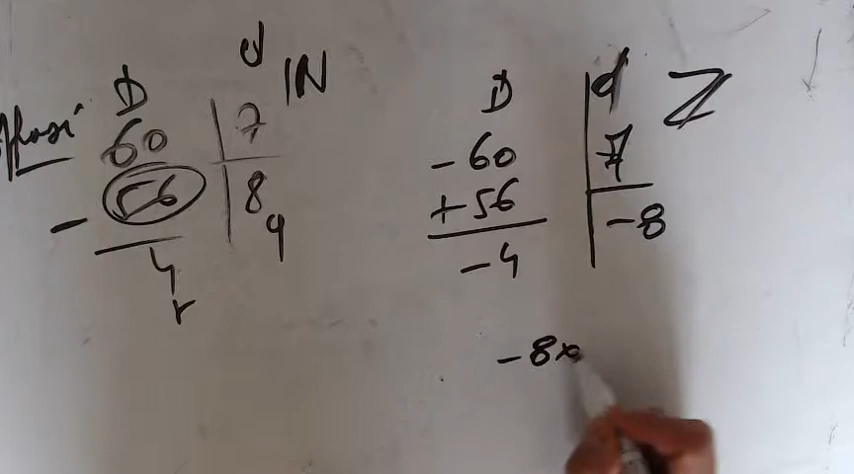 d IN
D
60 7
- 56 8
q
4
r
D d Z
- 60 7
+ 56 - 8
- 4
- 8 x